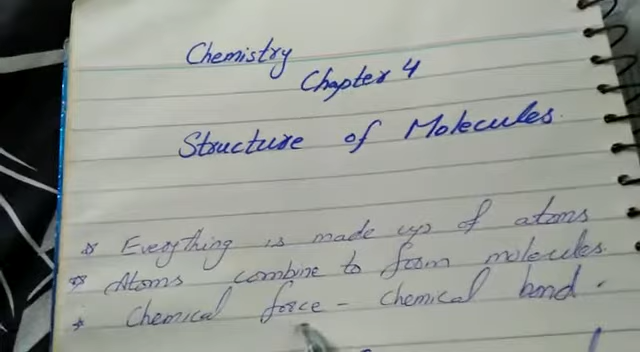 Chemistry
Chapter 4
Structure of Molecules.
* Everything is made up of atoms
* Atoms combine to form molecules.
* Chemical force - chemical bond.